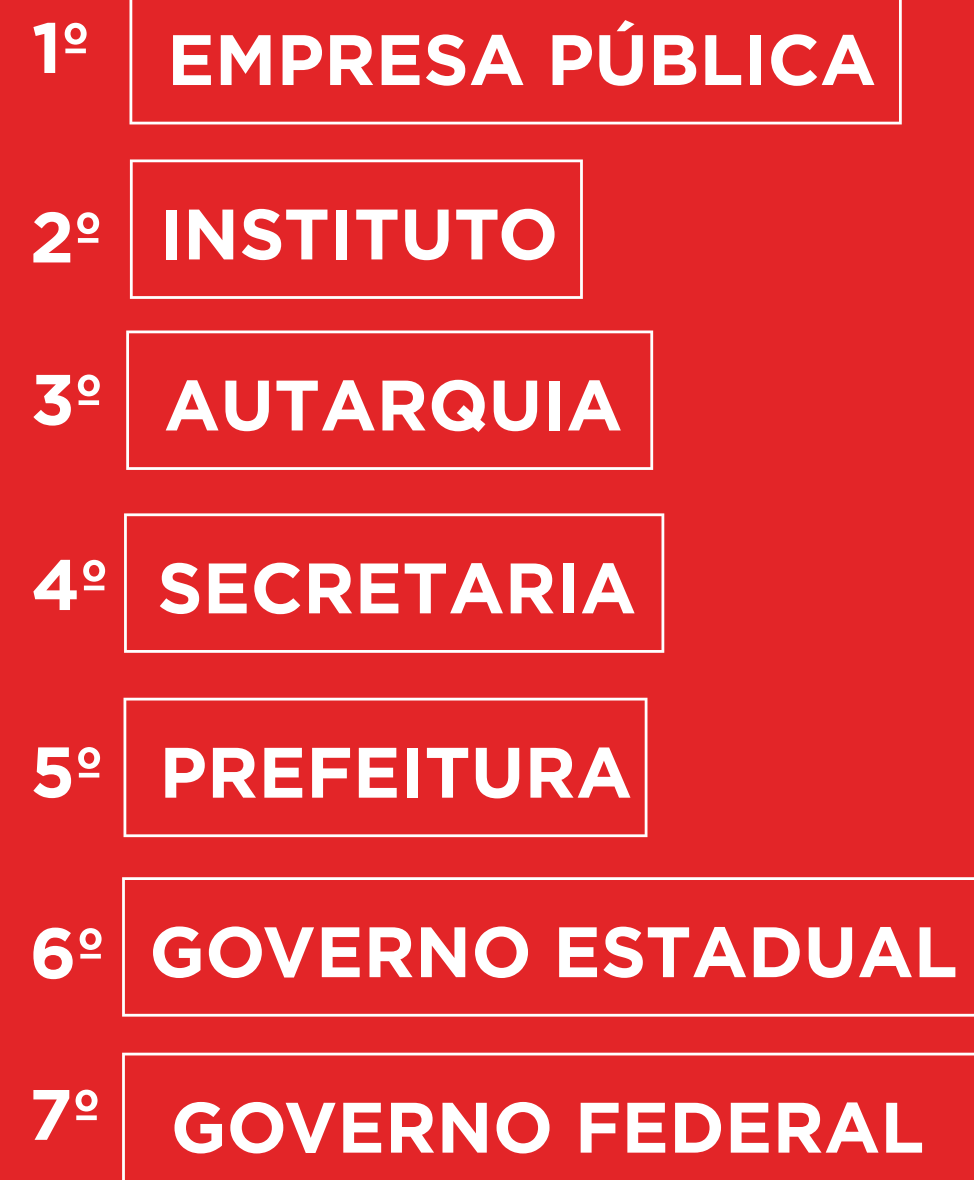 1º EMPRESA PÚBLICA
2º INSTITUTO
3º AUTARQUIA
4º SECRETARIA
5º PREFEITURA
6º GOVERNO ESTADUAL
7º GOVERNO FEDERAL